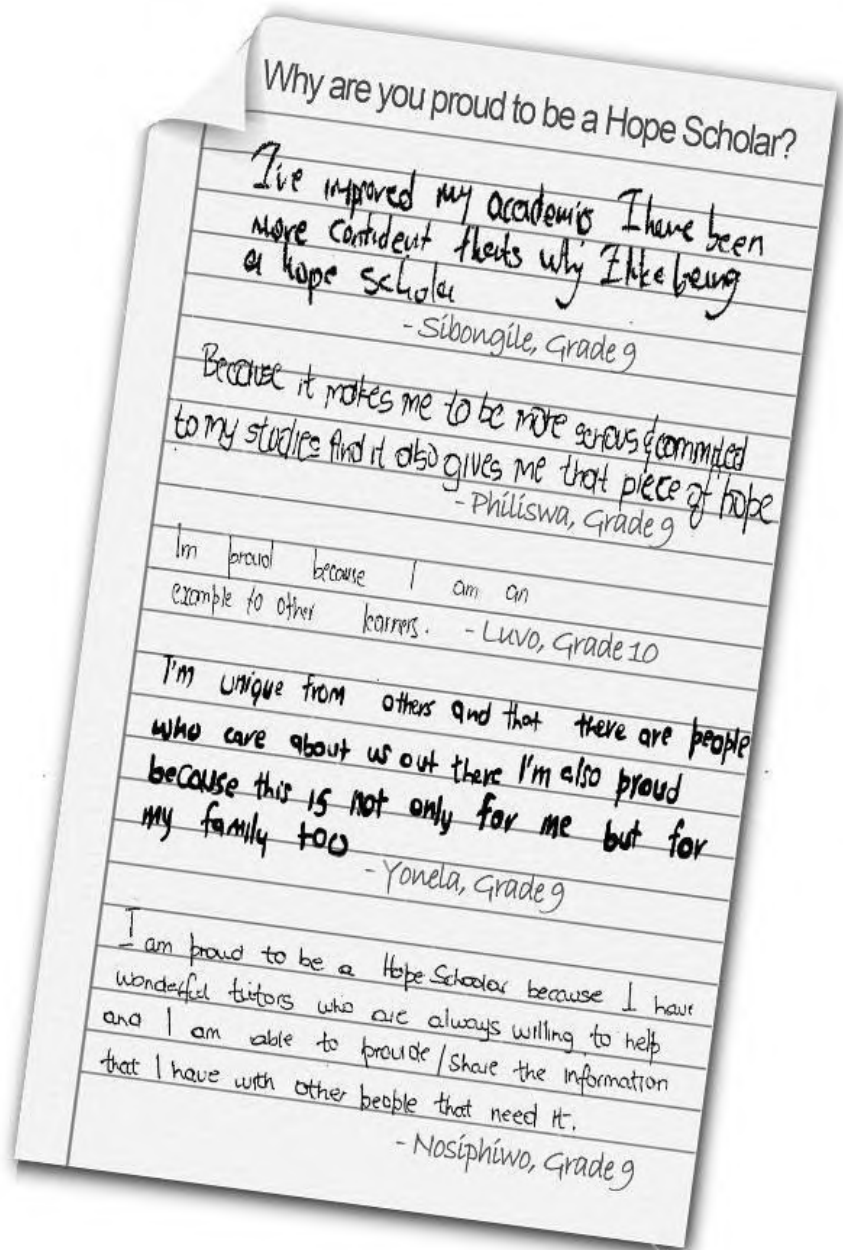 Why are you proud to be a Hope Scholar?
I've improved my academis I have been
more confident thats why I like being
a hope scholar
- Sibongile, Grade 9
Because it makes me to be more serious & commited
to my studies And it also gives me that piece of hope
- Philiswa, Grade 9
Im proud because I am an
example to other learners. - Luvo, Grade 10
I'm unique from others and that there are people
who care about us out there I'm also proud
because this is not only for me but for
my family too
- Yonela, Grade 9
I am proud to be a Hope Schoolar because I have
wonderful tutors who are always willing to help
and I am able to provide / Share the information
that I have with other people that need it.
- Nosiphiwo, Grade 9